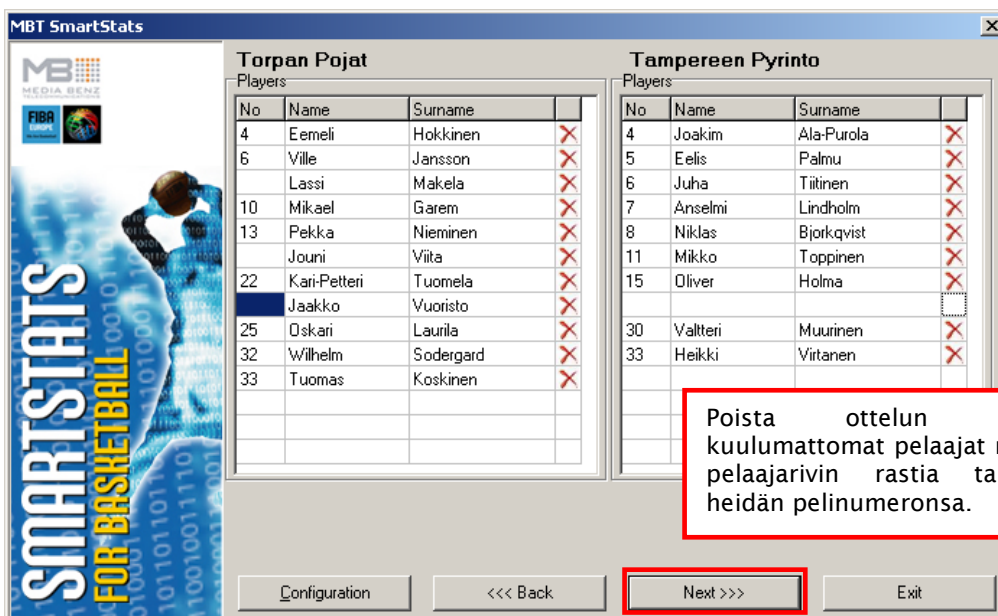 MBT SmartStats
MB
MEDIA BENZ
TELECOMMUNICATIONS
FIBA
EUROPE
SMARTSTATS
FOR BASKETBALL
Torpan Pojat
Players
No Name Surname
4 Eemeli Hokkinen
6 Ville Jansson
Lassi Makela
10 Mikael Garem
13 Pekka Nieminen
Jouni Viita
22 Kari-Petteri Tuomela
Jaakko Vuoristo
25 Oskari Laurila
32 Wilhelm Sodergard
33 Tuomas Koskinen
Tampereen Pyrinto
Players
No Name Surname
4 Joakim Ala-Purola
5 Eelis Palmu
6 Juha Tiitinen
7 Anselmi Lindholm
8 Niklas Bjorkqvist
11 Mikko Toppinen
15 Oliver Holma
30 Valtteri Muurinen
33 Heikki Virtanen
Poista ottelun
kuulumattomat pelaajat
pelaajarivin rastia ta
heidän pelinumeronsa.
Configuration
<<< Back
Next >>>
Exit